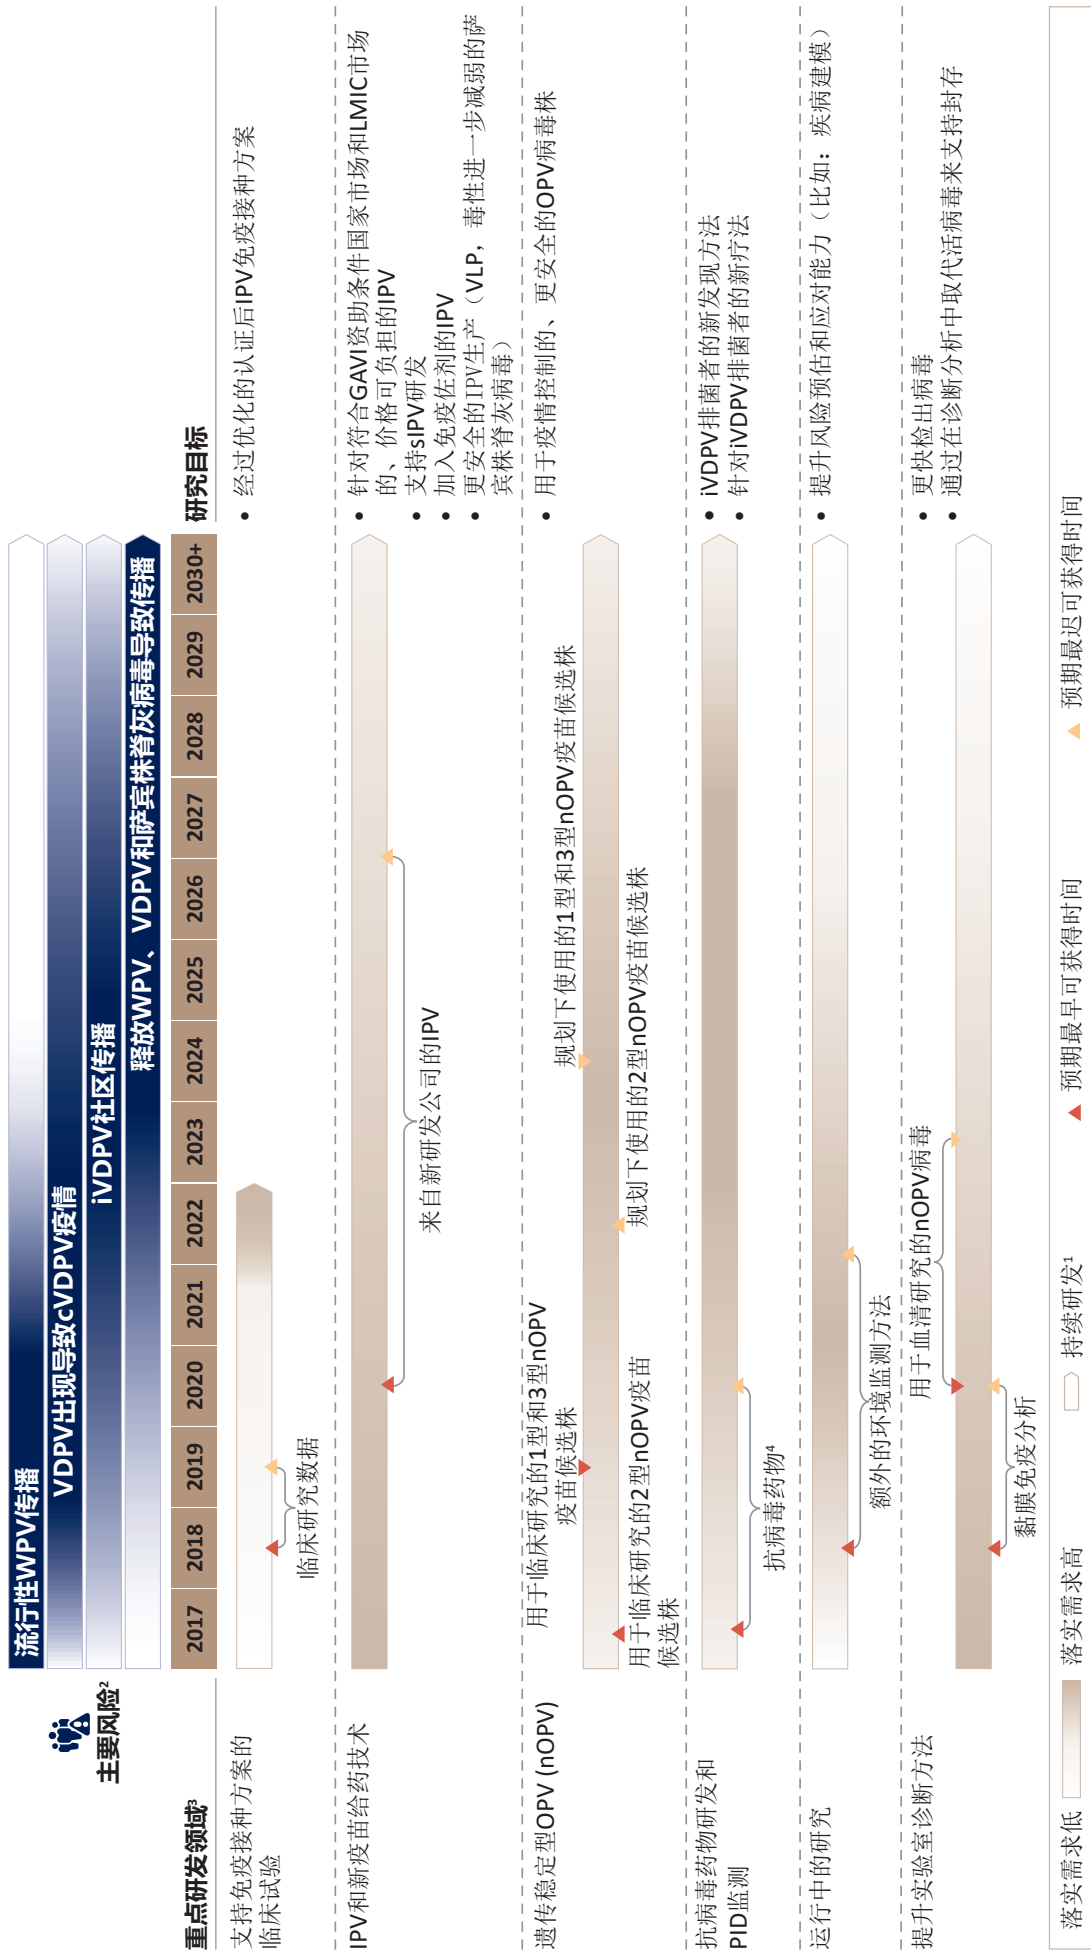 主要风险²
流行性WPV传播
VDPV出现导致cVDPV疫情
iVDPV社区传播
释放WPV、VDPV和萨宾株脊灰病毒导致传播
重点研发领域³
2017
2018
2019
2020
2021
2022
2023
2024
2025
2026
2027
2028
2029
2030+
研究目标
支持免疫接种方案的
临床试验
临床研究数据
• 经过优化的认证后IPV免疫接种方案
IPV和新疫苗给药技术
来自新研发公司的IPV
• 针对符合GAVI资助条件国家市场和LMIC市场
的、价格可负担的IPV
• 支持sIPV研发
• 加入免疫佐剂的IPV
• 更安全的IPV生产（VLP，毒性进一步减弱的萨
宾株脊灰病毒）
遗传稳定型OPV (nOPV)
用于临床研究的1型和3型nOPV
疫苗候选株
规划下使用的1型和3型nOPV疫苗候选株
用于临床研究的2型nOPV疫苗
候选株
规划下使用的2型nOPV疫苗候选株
• 用于疫情控制的、更安全的OPV病毒株
抗病毒药物研发和
PID监测
抗病毒药物⁴
• iVDPV排菌者的新发现方法
• 针对iVDPV排菌者的新疗法
运行中的研究
额外的环境监测方法
• 提升风险预估和应对能力（比如：疾病建模）
提升实验室诊断方法
用于血清研究的nOPV病毒
黏膜免疫分析
• 更快检出病毒
• 通过在诊断分析中取代活病毒来支持封存
落实需求低
落实需求高
持续研发¹
预期最早可获得时间
预期最迟可获得时间